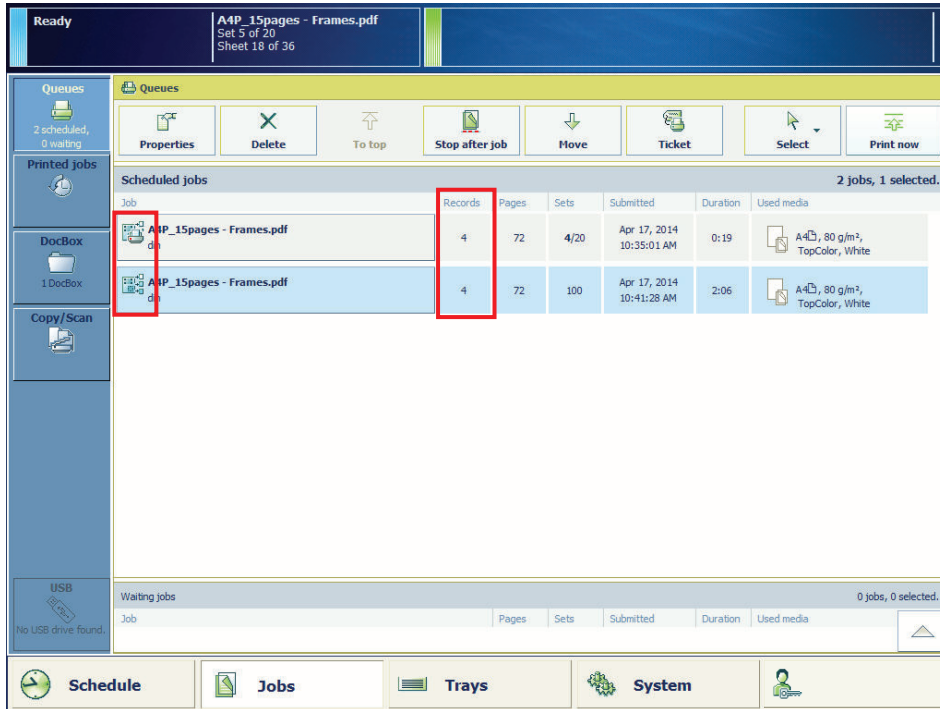 Ready
A4P_15pages - Frames.pdf
Set 5 of 20
Sheet 18 of 36
Queues
2 scheduled,
0 waiting
Printed jobs
DocBox
1 DocBox
Copy/Scan
USB
No USB drive found.
Queues
Properties
Delete
To top
Stop after job
Move
Ticket
Select
Print now
Scheduled jobs
2 jobs, 1 selected.
Job Records Pages Sets Submitted Duration Used media
A4P_15pages - Frames.pdf
4 72 4/20 Apr 17, 2014
10:35:01 AM
0:19
A4, 80 g/m²,
TopColor, White
A4P_15pages - Frames.pdf
4 72 100 Apr 17, 2014
10:41:28 AM
2:06
A4, 80 g/m²,
TopColor, White
Waiting jobs
0 jobs, 0 selected.
Job Pages Sets Submitted Duration Used media
Schedule
Jobs
Trays
System